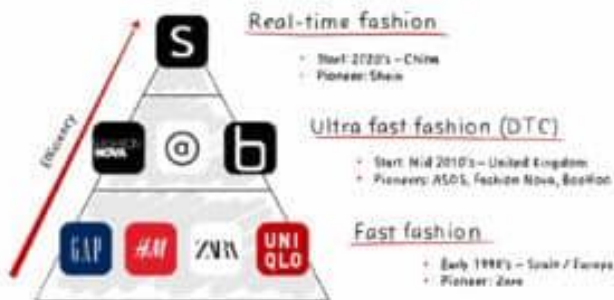 Real-time fashion
S
• Start: 2020's – China
• Pioneer: Shein
Efficiency
FASHION NOVA
a
b
Ultra fast fashion (DTC)
• Start: Mid 2010's – United Kingdom
• Pioneers: ASOS, Fashion Nova, BooHoo
GAP
H&M
ZARA
UNI
QLO
Fast fashion
• Early 1990's – Spain / Europe
• Pioneer: Zara